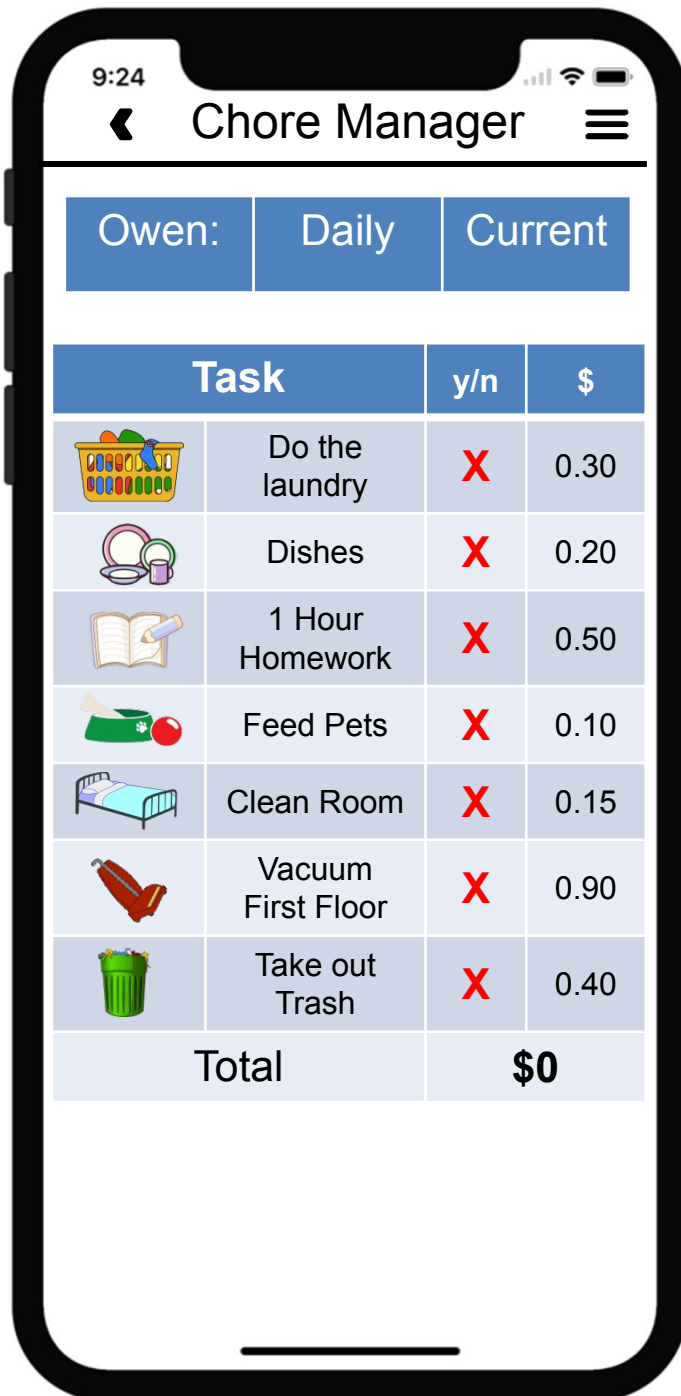 9:24
Chore Manager
Owen: Daily Current
Task y/n $
Do the
laundry X 0.30
Dishes X 0.20
1 Hour
Homework X 0.50
Feed Pets X 0.10
Clean Room X 0.15
Vacuum
First Floor X 0.90
Take out
Trash X 0.40
Total $0